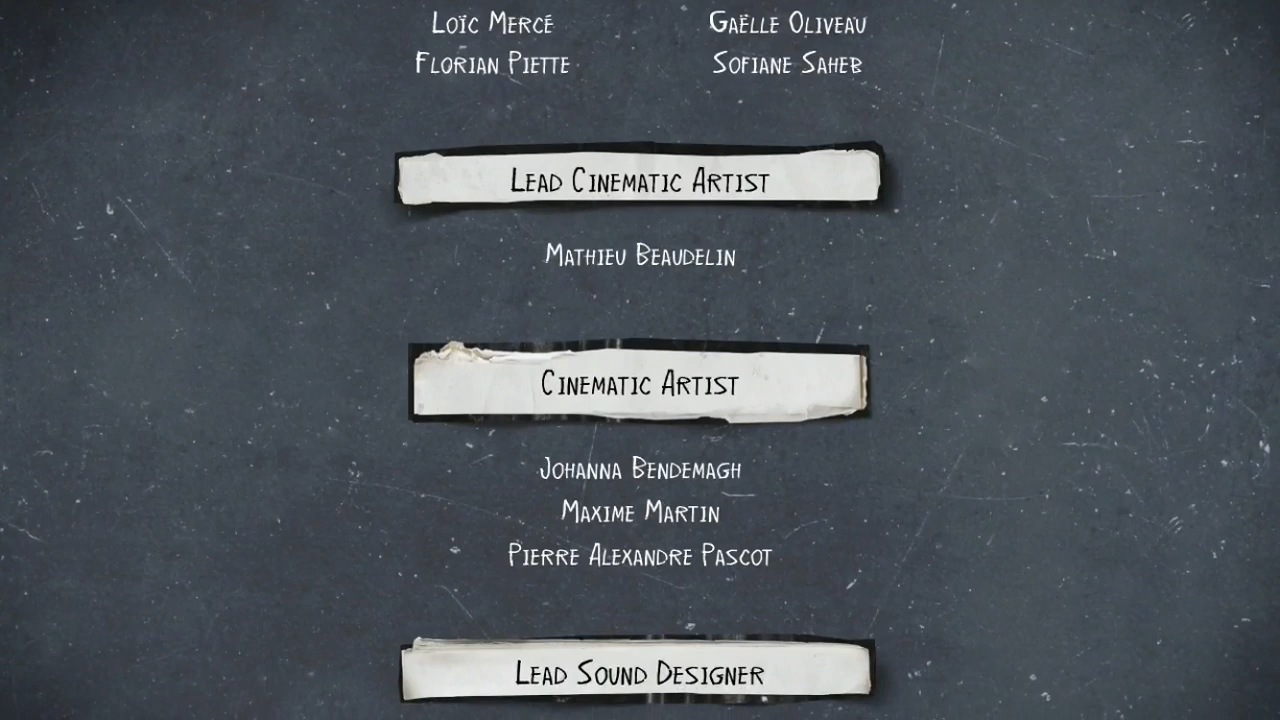 Loïc Mercé Gaëlle Oliveau
Florian Piette Sofiane Saheb
Lead Cinematic Artist
Mathieu Beaudelin
Cinematic Artist
Johanna Bendemagh
Maxime Martin
Pierre Alexandre Pascot
Lead Sound Designer